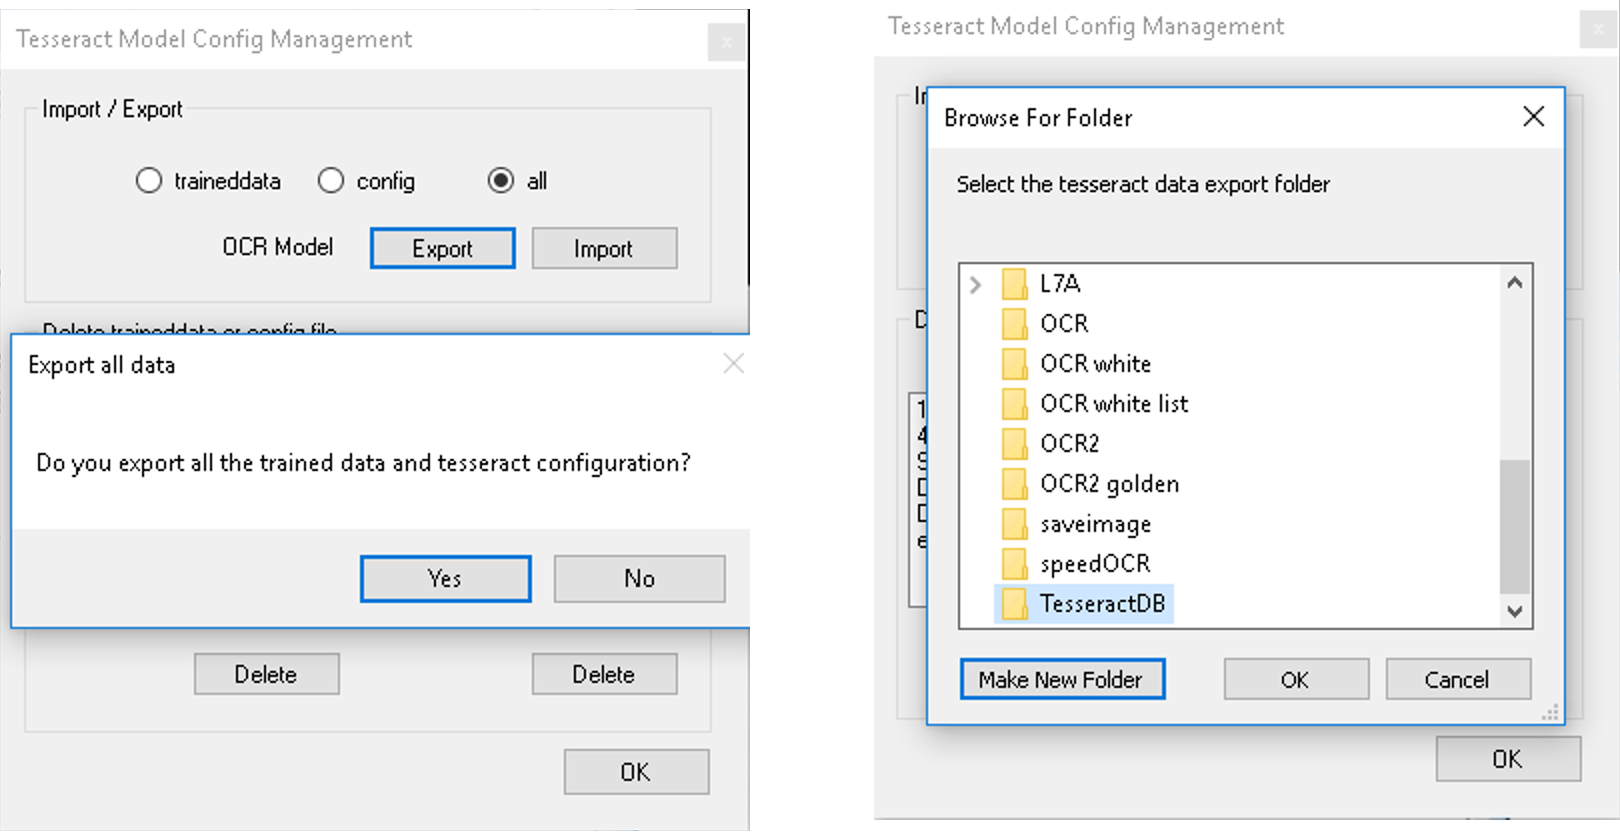 Tesseract Model Config Management
Import / Export
traineddata
config
all
OCR Model
Export
Import
Delete traineddata or config file
Export all data
Do you export all the trained data and tesseract configuration?
Yes
No
Delete
Delete
OK
Tesseract Model Config Management
Browse For Folder
Select the tesseract data export folder
L7A
OCR
OCR white
OCR white list
OCR2
OCR2 golden
saveimage
speedOCR
TesseractDB
Make New Folder
OK
Cancel
OK